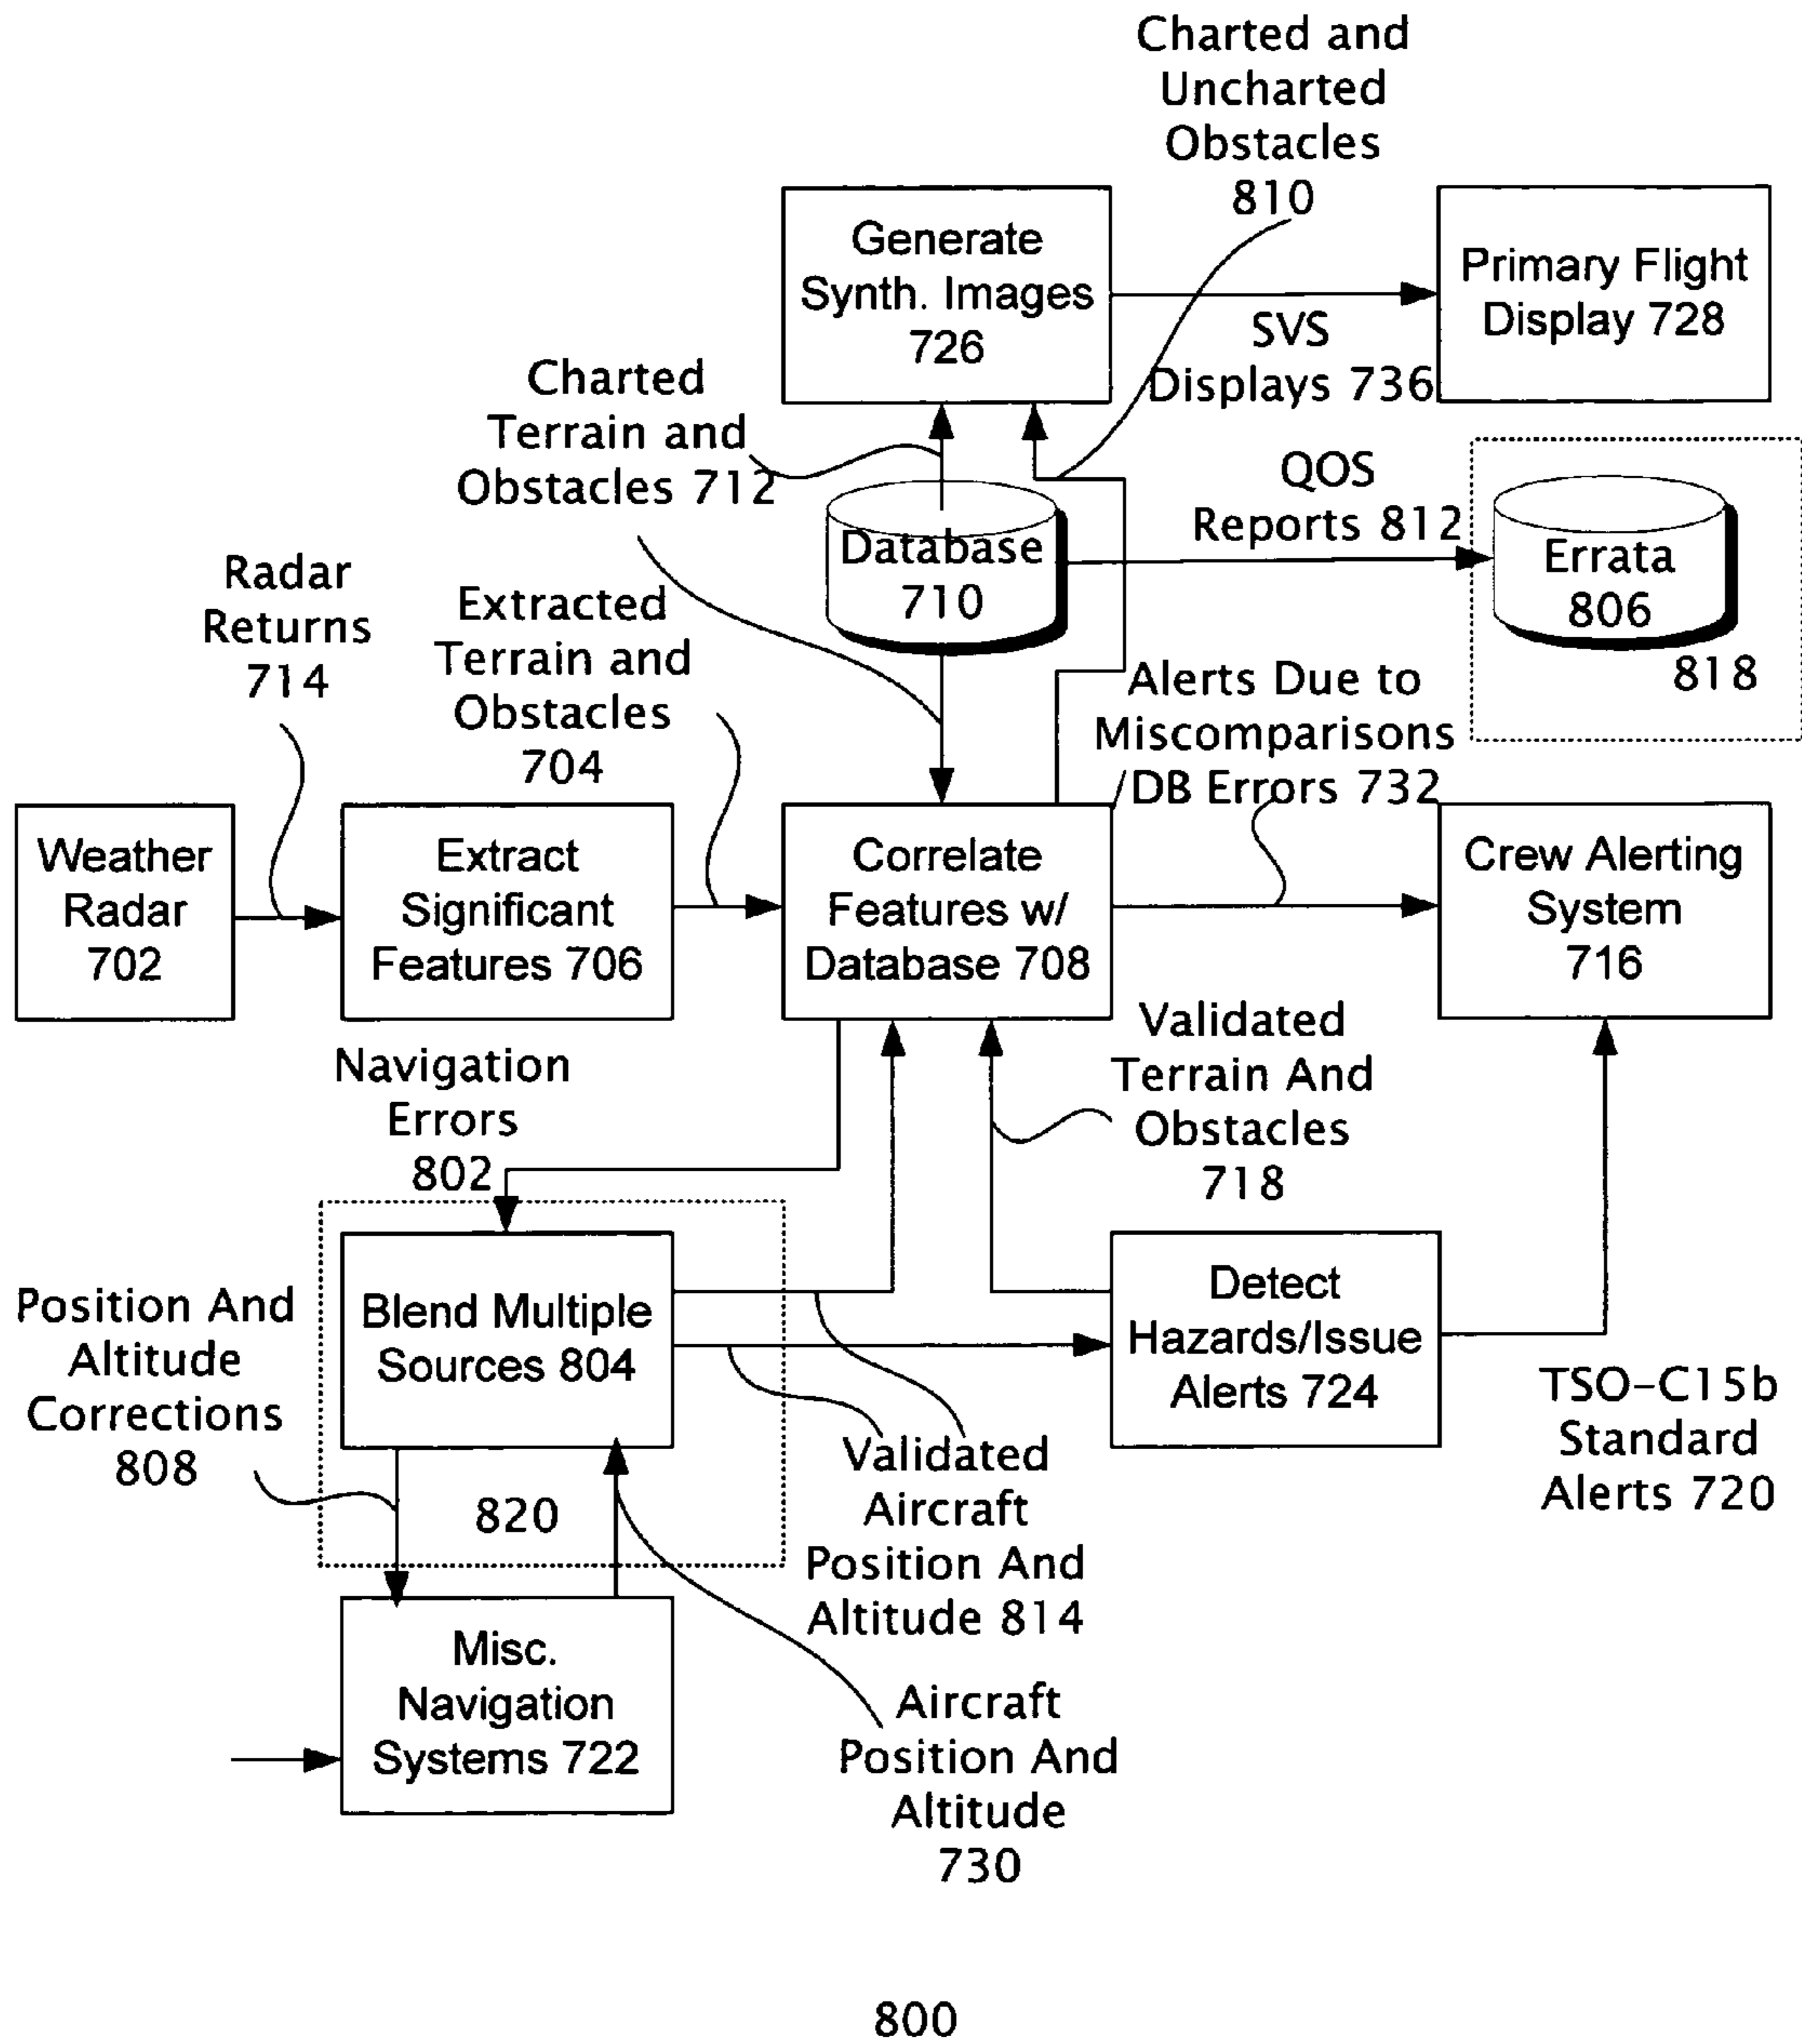 Charted and
Uncharted
Obstacles
810
Generate
Synth. Images
726
Primary Flight
Display 728
SVS
Displays 736
Charted
Terrain and
Obstacles 712
QOS
Reports 812
Database
710
Errata
806
818
Radar
Returns
714
Extracted
Terrain and
Obstacles
704
Alerts Due to
Miscomparisons
/DB Errors 732
Weather
Radar
702
Extract
Significant
Features 706
Correlate
Features w/
Database 708
Crew Alerting
System
716
Navigation
Errors
802
Validated
Terrain And
Obstacles
718
Position And
Altitude
Corrections
808
Blend Multiple
Sources 804
Detect
Hazards/Issue
Alerts 724
TSO-C15b
Standard
Alerts 720
820
Validated
Aircraft
Position And
Altitude 814
Misc.
Navigation
Systems 722
Aircraft
Position And
Altitude
730
800